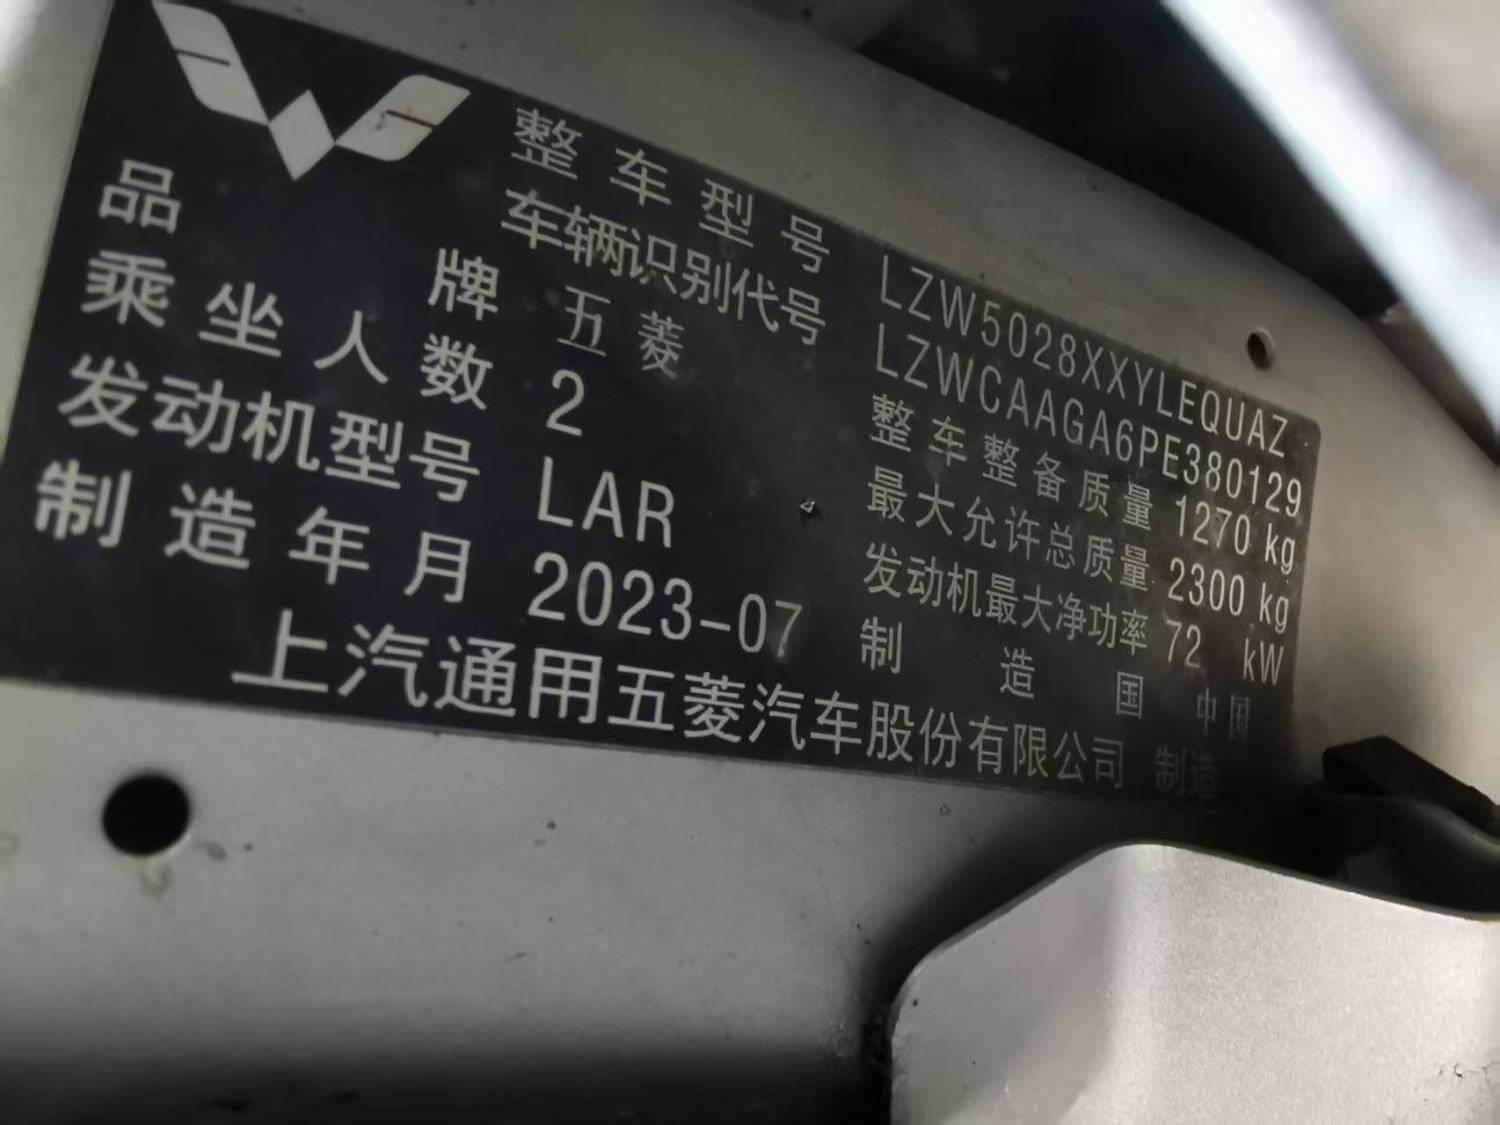 整车型号 LZW5028XXYLEQUAZ
车辆识别代号 LZWCAAGA6PE380129
品牌 五菱 整车整备质量 1270 kg
乘坐人数 2 最大允许总质量 2300 kg
发动机型号 LAR 发动机最大净功率 72 kW
制造年月 2023-07 制造国 中国
上汽通用五菱汽车股份有限公司 制造